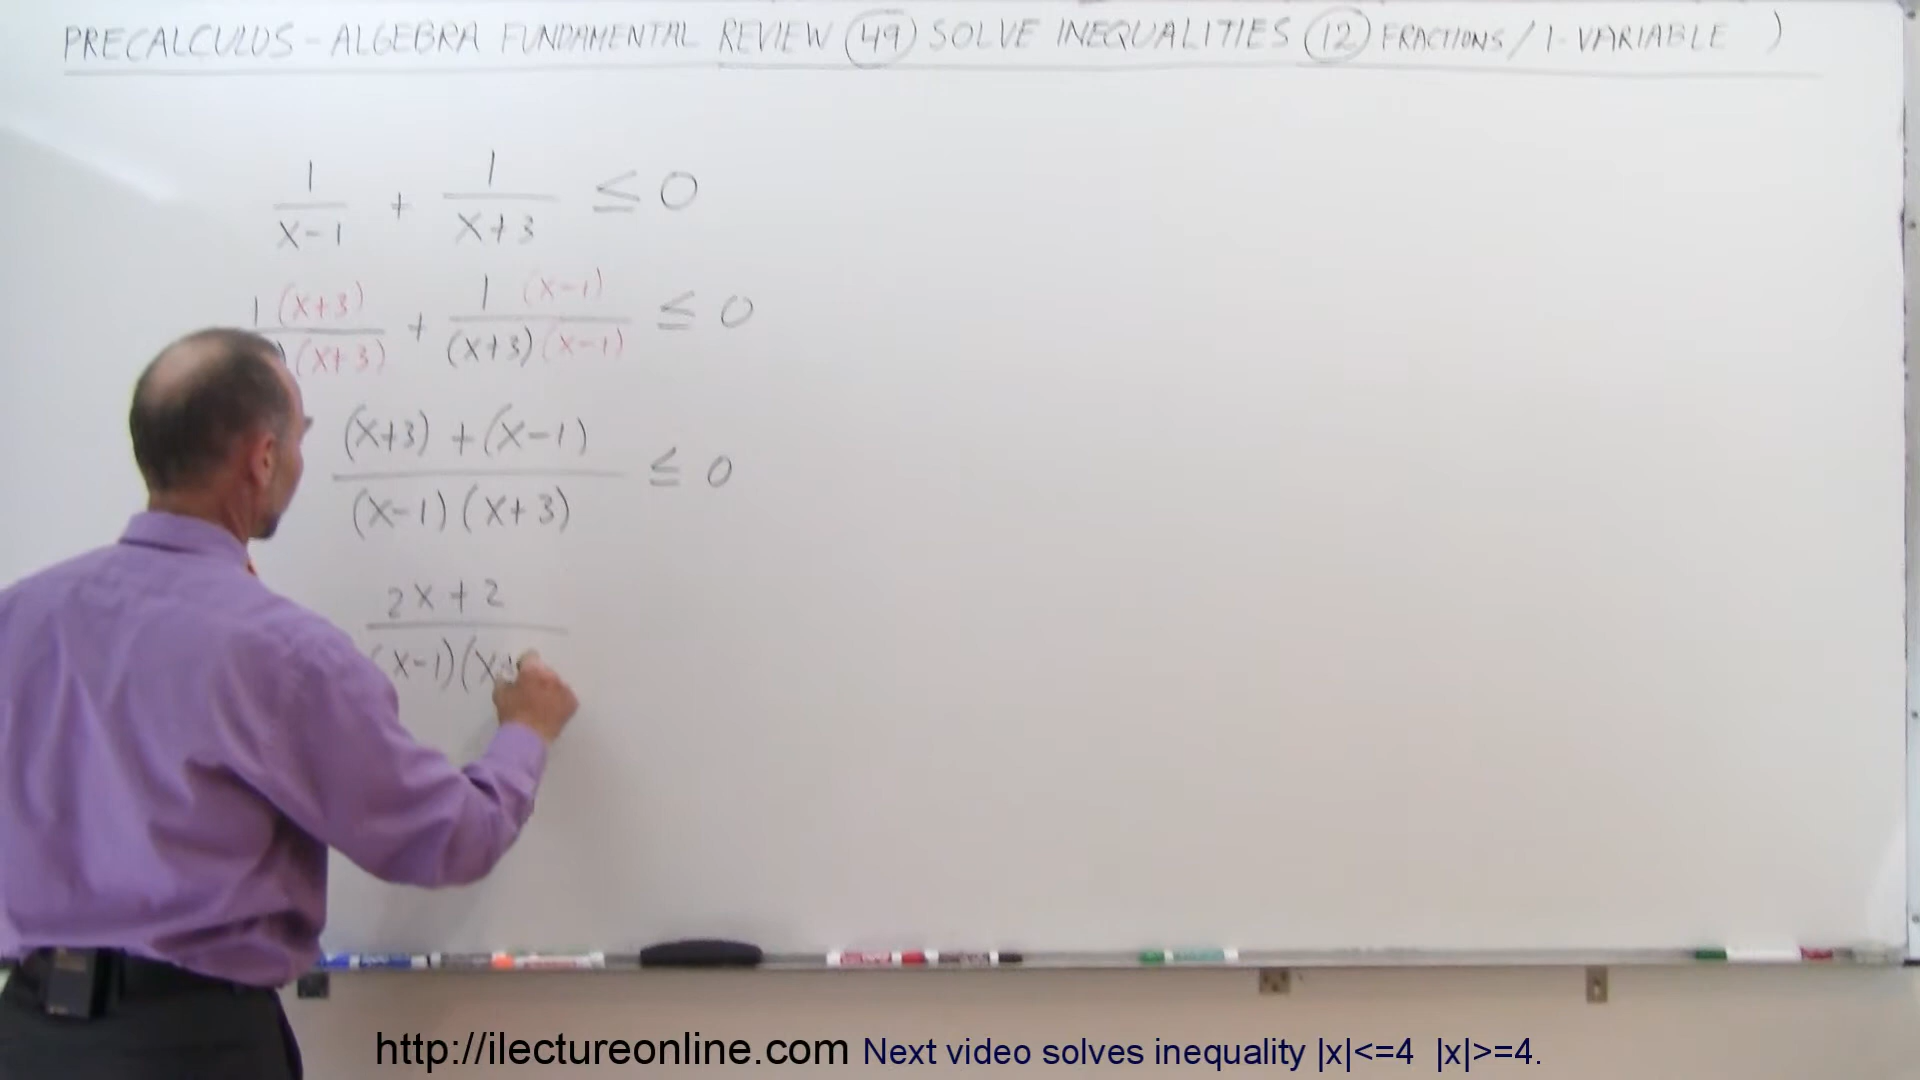 PRECALCULUS - ALGEBRA FUNDAMENTAL REVIEW (49) SOLVE INEQUALITIES (12) FRACTIONS / 1-VARIABLE )
1/(x-1) + 1/(x+3) ≤ 0
1 (x+3)
(x+3) + 1 (x-1)/(x+3)(x-1) ≤ 0
(x+3) + (x-1)/(x-1)(x+3) ≤ 0
2x+2
(x-1)(x+
http://ilectureonline.com Next video solves inequality |x|<=4 |x|>=4.